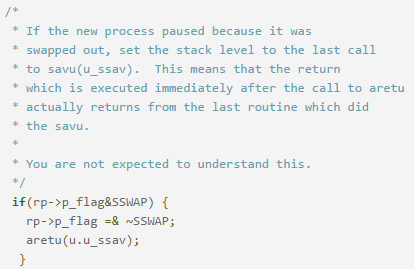 /*
 * If the new process paused because it was
 * swapped out, set the stack level to the last call
 * to savu(u_ssav).  This means that the return
 * which is executed immediately after the call to aretu
 * actually returns from the last routine which did
 * the savu.
 *
 * You are not expected to understand this.
 */
 if(rp->p_flag&SSWAP) {
   rp->p_flag =& ~SSWAP;
   aretu(u.u_ssav);
  }